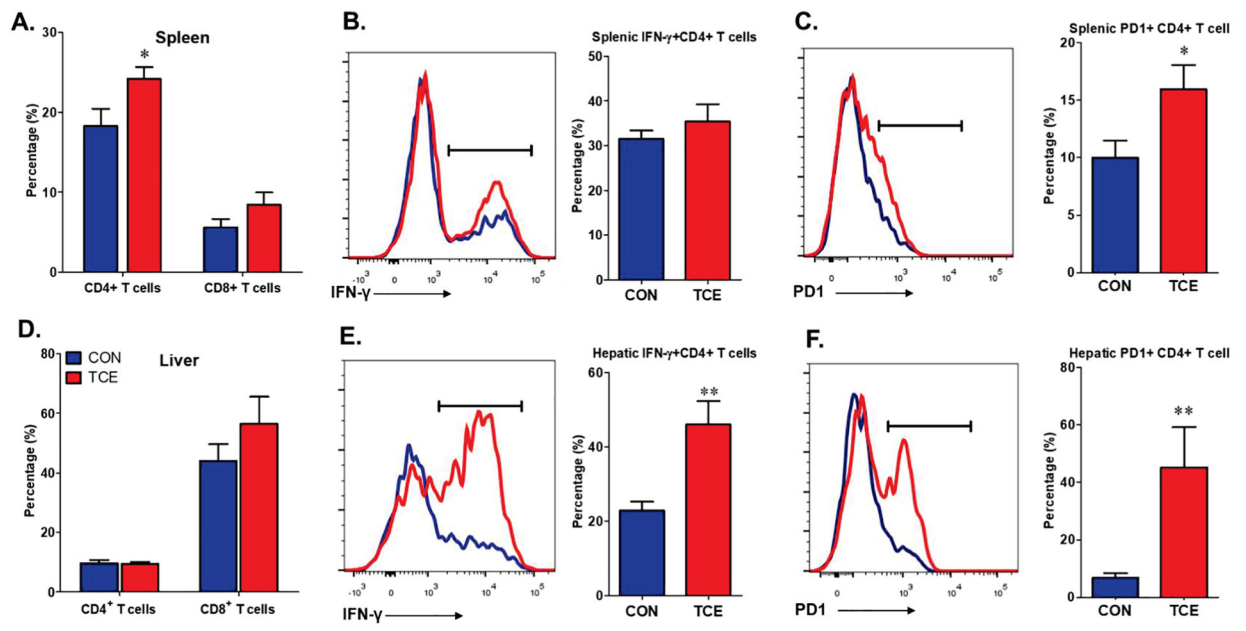 A.
Spleen
*
Percentage (%)
30
20
10
0
CD4+ T cells
CD8+ T cells
B.
-10³
0
10³
10⁴
10⁵
IFN-γ
Splenic IFN-γ+CD4+ T cells
Percentage (%)
50
40
30
20
10
0
CON
TCE
C.
0
10³
10⁴
10⁵
PD1
Splenic PD1+ CD4+ T cell
*
Percentage (%)
20
15
10
5
0
CON
TCE
D.
Liver
CON
TCE
Percentage (%)
80
60
40
20
0
CD4⁺ T cells
CD8⁺ T cells
E.
-10³
0
10³
10⁴
10⁵
IFN-γ
Hepatic IFN-γ+CD4+ T cells
**
Percentage (%)
60
40
20
0
CON
TCE
F.
0
10³
10⁴
10⁵
PD1
Hepatic PD1+ CD4+ T cell
**
Percentage (%)
80
60
40
20
0
CON
TCE